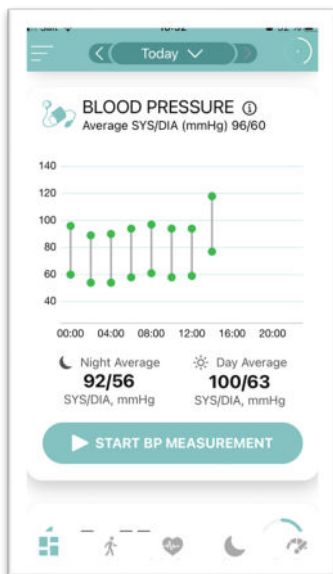 Today
BLOOD PRESSURE
Average SYS/DIA (mmHg) 96/60
140
120
100
80
60
40
00:00 04:00 08:00 12:00 16:00 20:00
Night Average
92/56
SYS/DIA, mmHg
Day Average
100/63
SYS/DIA, mmHg
START BP MEASUREMENT